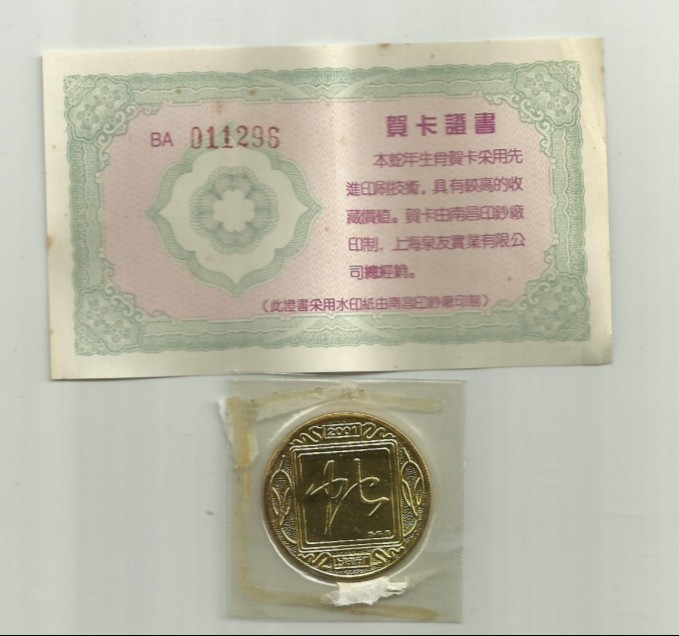 賀卡證書
BA 011296
本蛇年生肖賀卡采用先
進印刷技術，具有較高的收
藏價值。賀卡由南昌印鈔廠
印制，上海泉友實業有限公
司總經銷。
（此證書采用水印紙由南昌印鈔廠印制）
2001
蛇